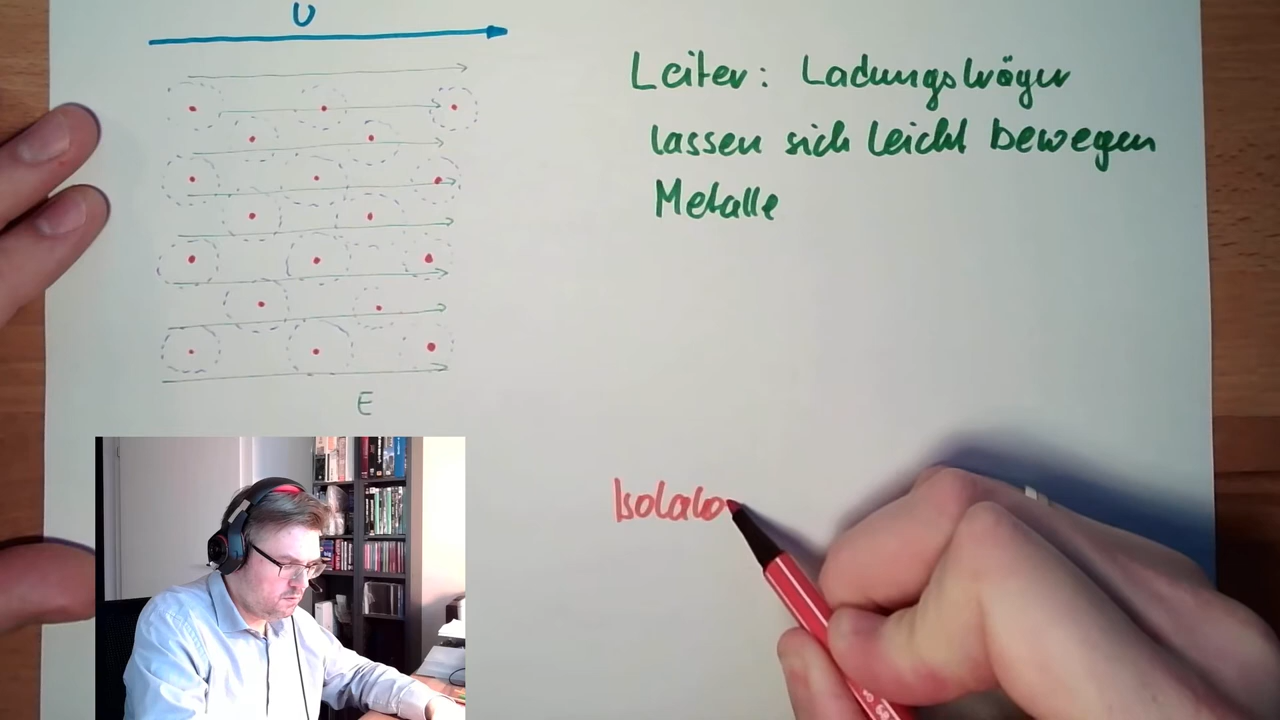 U
Leiter: Ladungsträger
lassen sich leicht bewegen
Metalle
E
Isolato